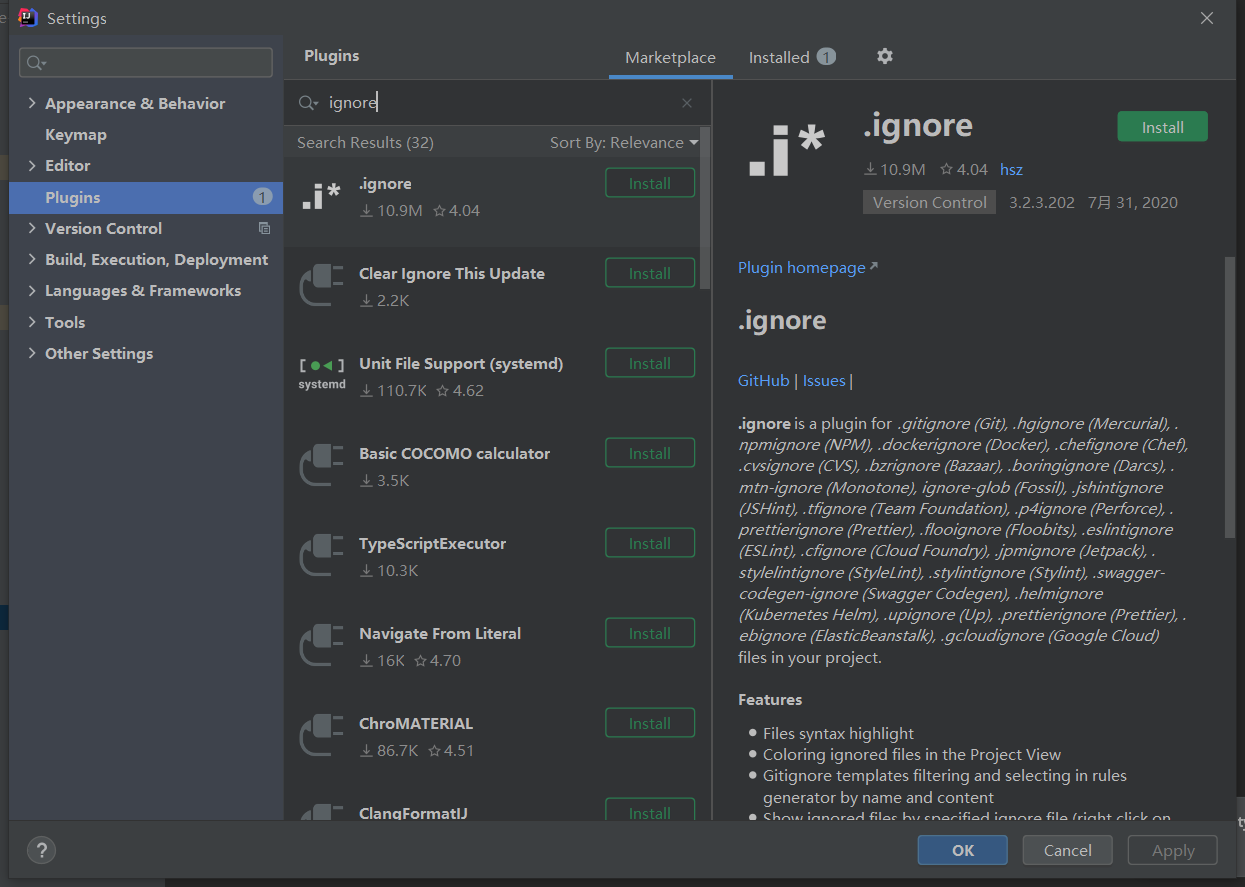 Settings
Plugins
Marketplace
Installed 1
Appearance & Behavior
Keymap
Editor
Plugins 1
Version Control
Build, Execution, Deployment
Languages & Frameworks
Tools
Other Settings
ignore
Search Results (32) Sort By: Relevance
.ignore Install
10.9M 4.04
Clear Ignore This Update Install
2.2K
[ ● ◀ ]
systemd
Unit File Support (systemd) Install
110.7K 4.62
Basic COCOMO calculator Install
3.5K
TypeScriptExecutor Install
10.3K
Navigate From Literal Install
16K 4.70
ChroMATERIAL Install
86.7K 4.51
ClangFormatIJ Install
.i*
.ignore Install
10.9M 4.04 hsz
Version Control 3.2.3.202 7月 31, 2020
Plugin homepage
.ignore
GitHub | Issues |
.ignore is a plugin for .gitignore (Git), .hgignore (Mercurial), .
npmignore (NPM), .dockerignore (Docker), .chefignore (Chef),
.cvsignore (CVS), .bzrignore (Bazaar), .boringignore (Darcs), .
mtn-ignore (Monotone), ignore-glob (Fossil), .jshintignore
(JSHint), .tfignore (Team Foundation), .p4ignore (Perforce), .
prettierignore (Prettier), .flooignore (Floobits), .eslintignore
(ESLint), .cfignore (Cloud Foundry), .jpmignore (Jetpack), .
stylelintignore (StyleLint), .stylintignore (Stylint), .swagger-
codegen-ignore (Swagger Codegen), .helmignore
(Kubernetes Helm), .upignore (Up), .prettierignore (Prettier), .
ebignore (ElasticBeanstalk), .gcloudignore (Google Cloud)
files in your project.
Features
● Files syntax highlight
● Coloring ignored files in the Project View
● Gitignore templates filtering and selecting in rules
generator by name and content
● Show ignored files by specified ignore file (right click on
?
OK
Cancel
Apply